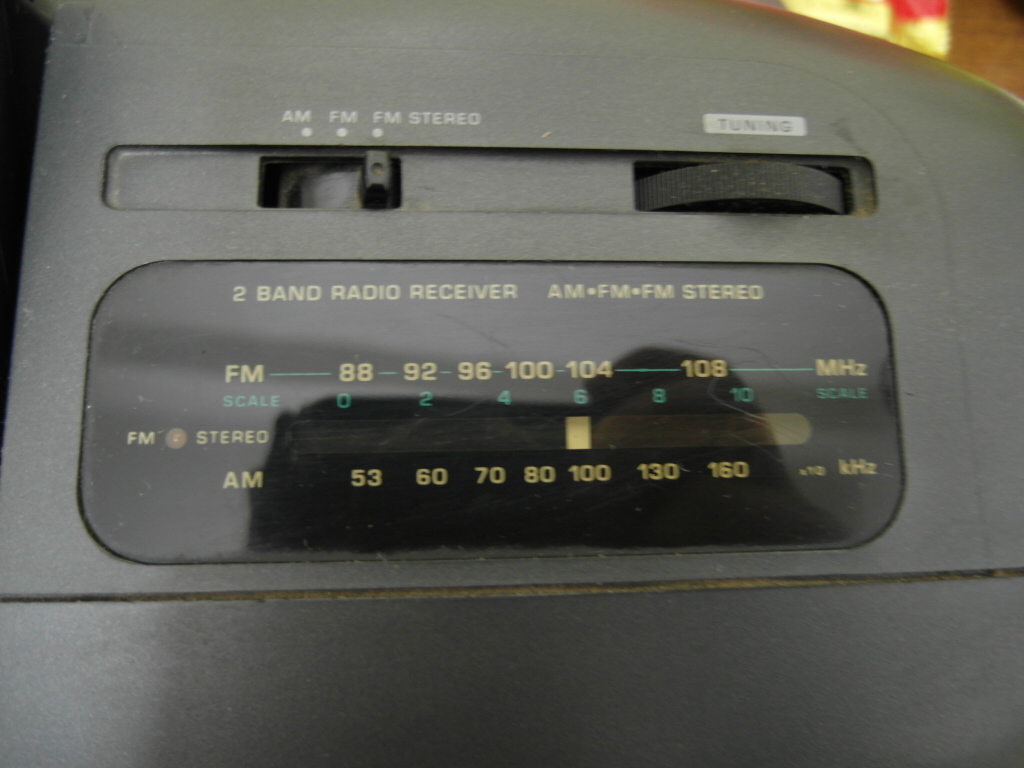 AM FM FM STEREO
TUNING
2 BAND RADIO RECEIVER AM•FM•FM STEREO
FM 88 92 96 100 104 108 MHz
SCALE 0 2 4 6 8 10 SCALE
FM STEREO
AM 53 60 70 80 100 130 160 x10 kHz